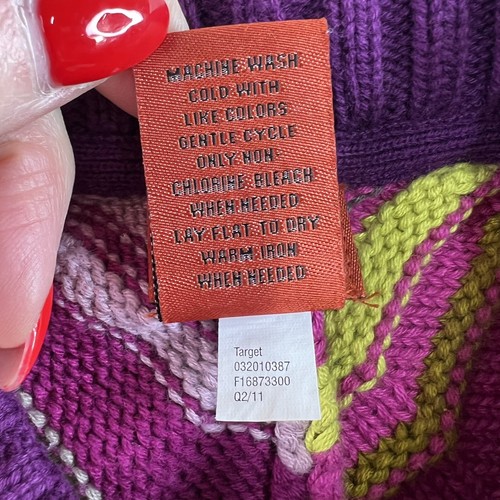 MACHINE WASH
COLD WITH
LIKE COLORS
GENTLE CYCLE
ONLY NON-
CHLORINE BLEACH
WHEN NEEDED
LAY FLAT TO DRY
WARM IRON
WHEN NEEDED
Target
032010387
F16873300
Q2/11